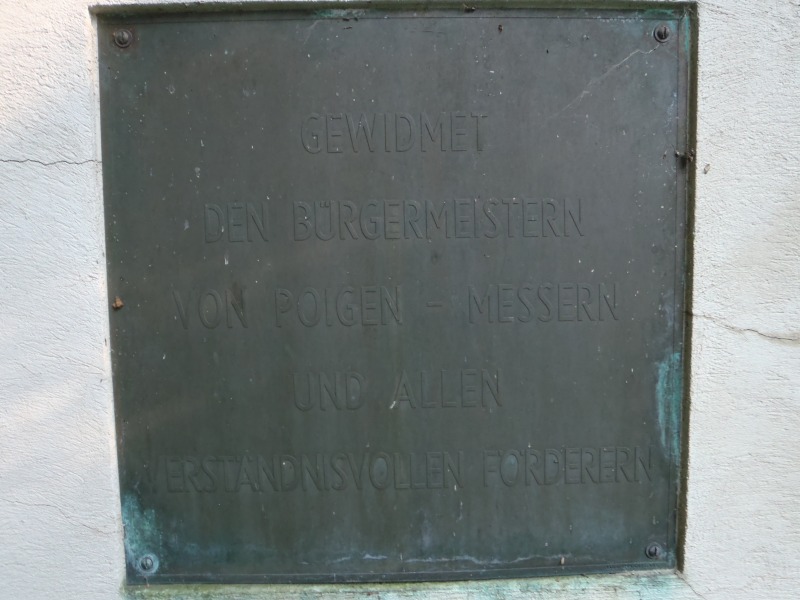 GEWIDMET
DEN BÜRGERMEISTERN
VON POIGEN - MESSERN
UND ALLEN
VERSTÄNDNISVOLLEN FÖRDERERN